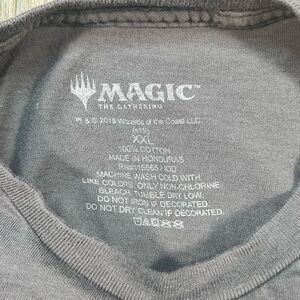 MAGIC™
THE GATHERING
™ & © 2019 Wizards of the Coast LLC.
XXL
100% COTTON
MADE IN HONDURAS
MACHINE WASH COLD WITH
LIKE COLORS. ONLY NON-CHLORINE
BLEACH. TUMBLE DRY LOW.
DO NOT IRON IF DECORATED.
DO NOT DRY CLEAN IF DECORATED.